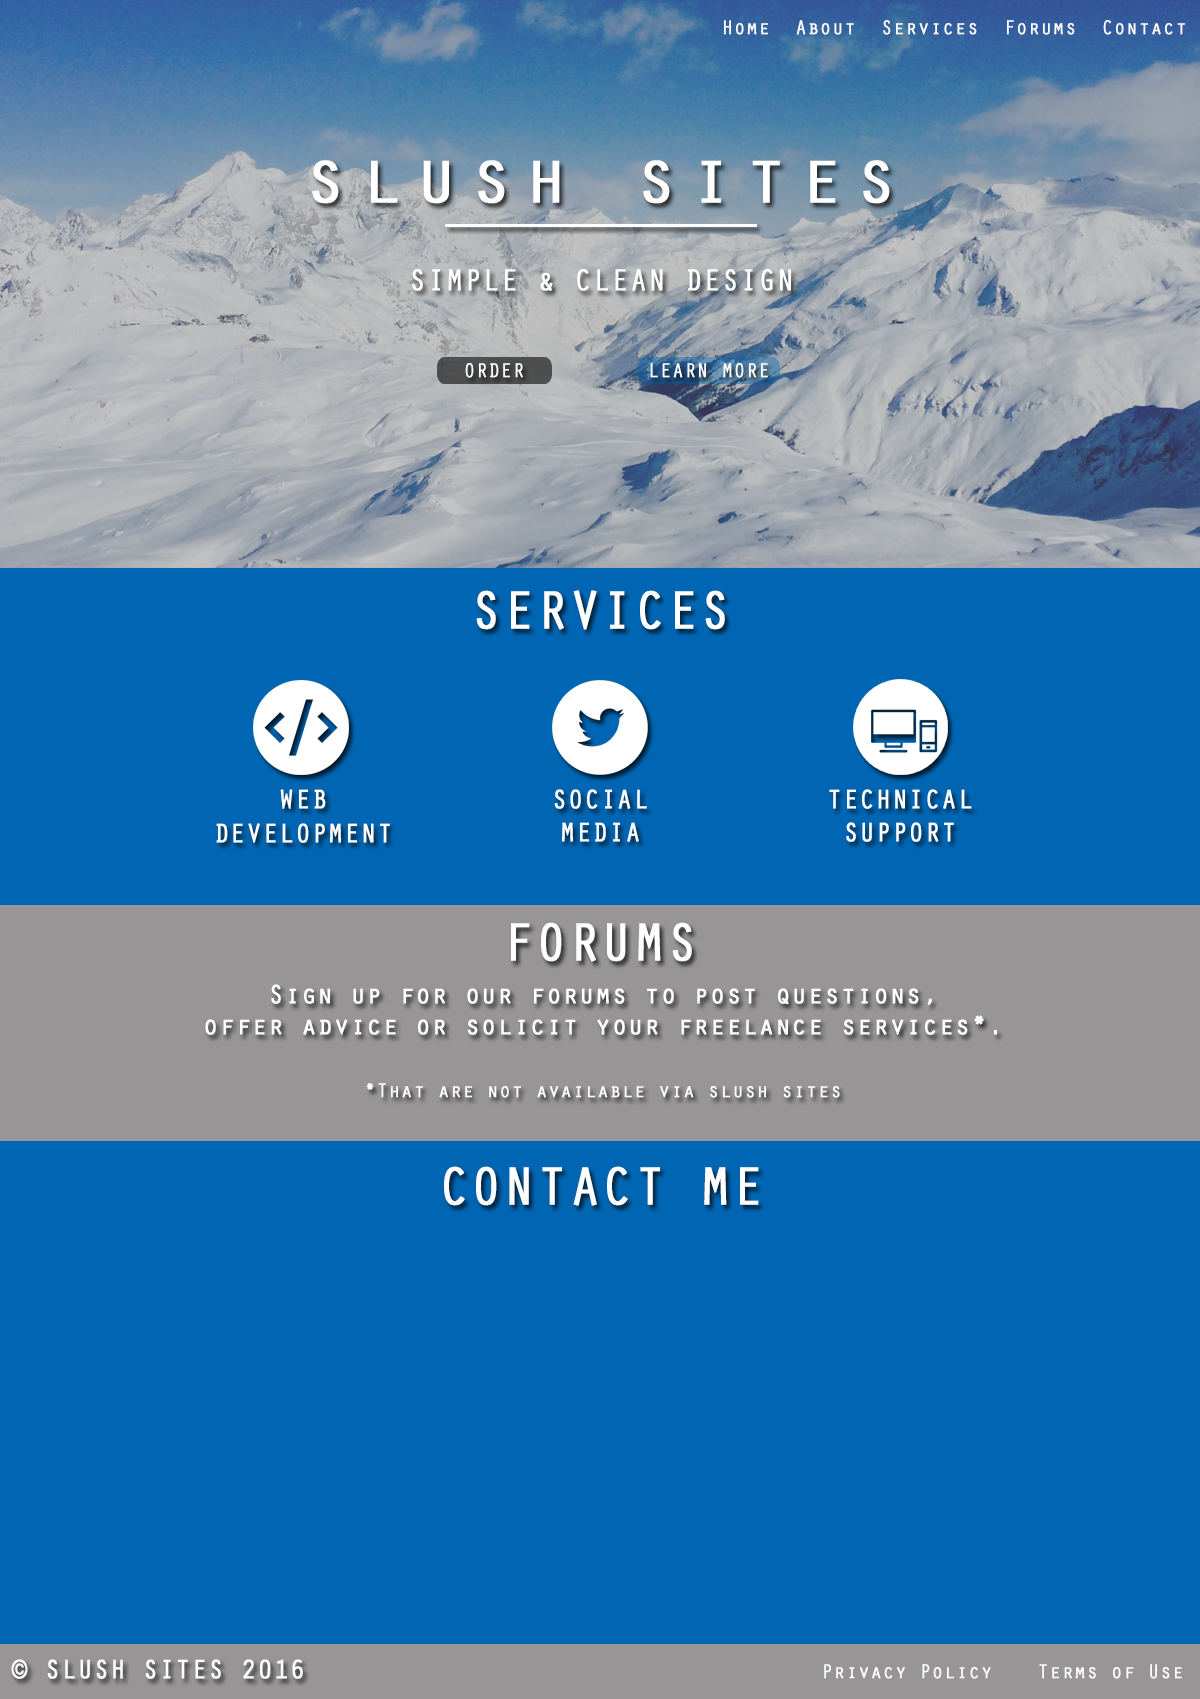 Home About Services Forums Contact
SLUSH SITES
SIMPLE & CLEAN DESIGN
ORDER LEARN MORE
SERVICES
WEB DEVELOPMENT
SOCIAL MEDIA
TECHNICAL SUPPORT
FORUMS
Sign up for our forums to post questions,
offer advice or solicit your freelance services*.
*That are not available via slush sites
CONTACT ME
© SLUSH SITES 2016 Privacy Policy Terms of Use